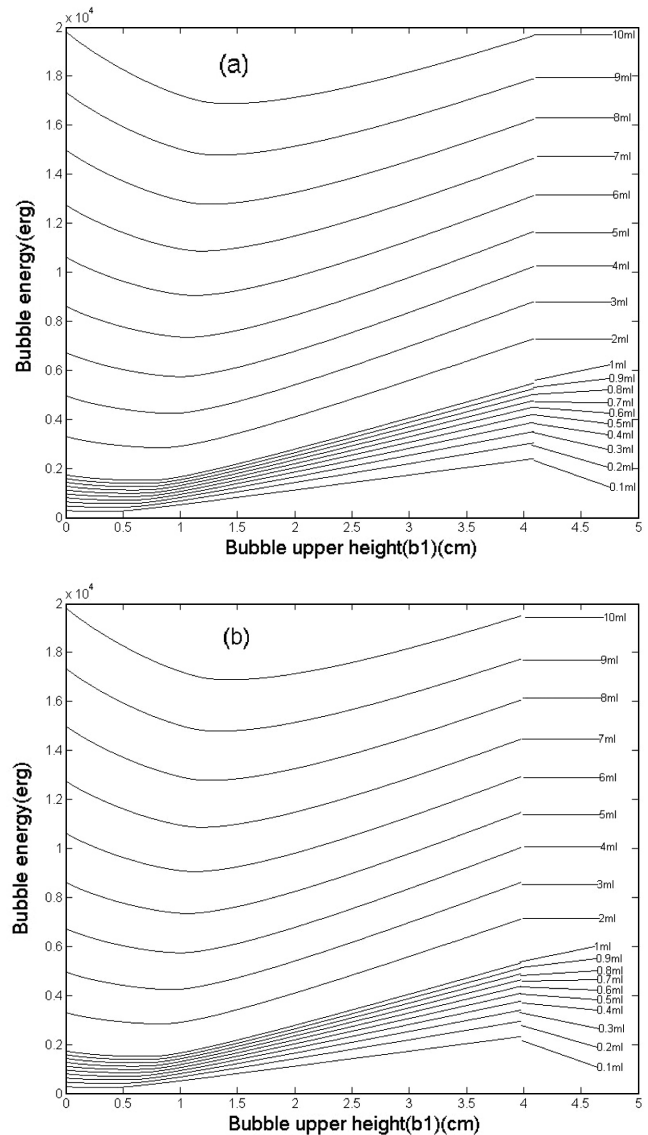 × 10⁴
2
1.8
1.6
1.4
1.2
1
0.8
0.6
0.4
0.2
0
Bubble energy(erg)
(a)
10ml
9ml
8ml
7ml
6ml
5ml
4ml
3ml
2ml
1ml
0.9ml
0.8ml
0.7ml
0.6ml
0.5ml
0.4ml
0.3ml
0.2ml
0.1ml
0 0.5 1 1.5 2 2.5 3 3.5 4 4.5 5
Bubble upper height(b1)(cm)
× 10⁴
2
1.8
1.6
1.4
1.2
1
0.8
0.6
0.4
0.2
0
Bubble energy(erg)
(b)
10ml
9ml
8ml
7ml
6ml
5ml
4ml
3ml
2ml
1ml
0.9ml
0.8ml
0.7ml
0.6ml
0.5ml
0.4ml
0.3ml
0.2ml
0.1ml
0 0.5 1 1.5 2 2.5 3 3.5 4 4.5 5
Bubble upper height(b1)(cm)